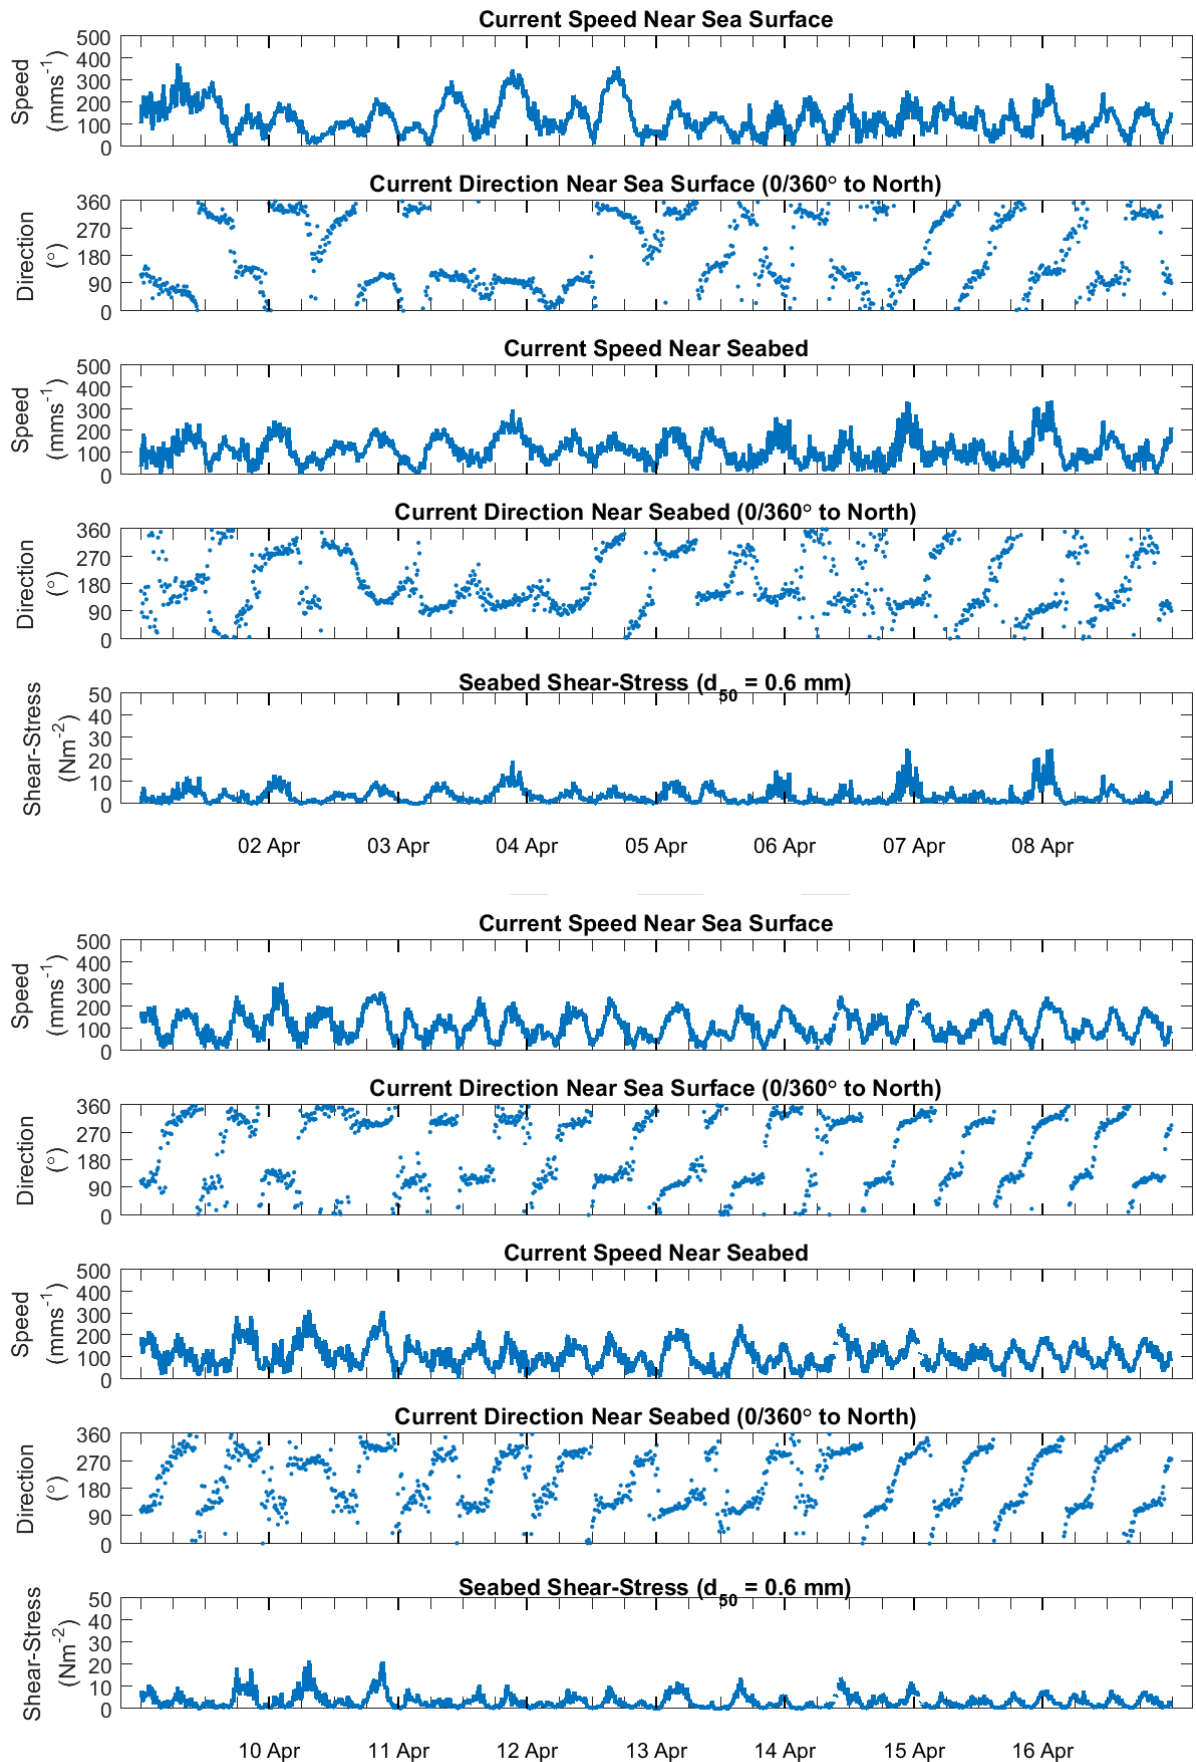 Current Speed Near Sea Surface
Speed
(mms-1)
500
400
300
200
100
0
Current Direction Near Sea Surface (0/360° to North)
Direction
(°)
360
270
180
90
0
Current Speed Near Seabed
Speed
(mms-1)
500
400
300
200
100
0
Current Direction Near Seabed (0/360° to North)
Direction
(°)
360
270
180
90
0
Seabed Shear-Stress (d50 = 0.6 mm)
Shear-Stress
(Nm-2)
50
40
30
20
10
0
02 Apr 03 Apr 04 Apr 05 Apr 06 Apr 07 Apr 08 Apr
Current Speed Near Sea Surface
Speed
(mms-1)
500
400
300
200
100
0
Current Direction Near Sea Surface (0/360° to North)
Direction
(°)
360
270
180
90
0
Current Speed Near Seabed
Speed
(mms-1)
500
400
300
200
100
0
Current Direction Near Seabed (0/360° to North)
Direction
(°)
360
270
180
90
0
Seabed Shear-Stress (d50 = 0.6 mm)
Shear-Stress
(Nm-2)
50
40
30
20
10
0
10 Apr 11 Apr 12 Apr 13 Apr 14 Apr 15 Apr 16 Apr